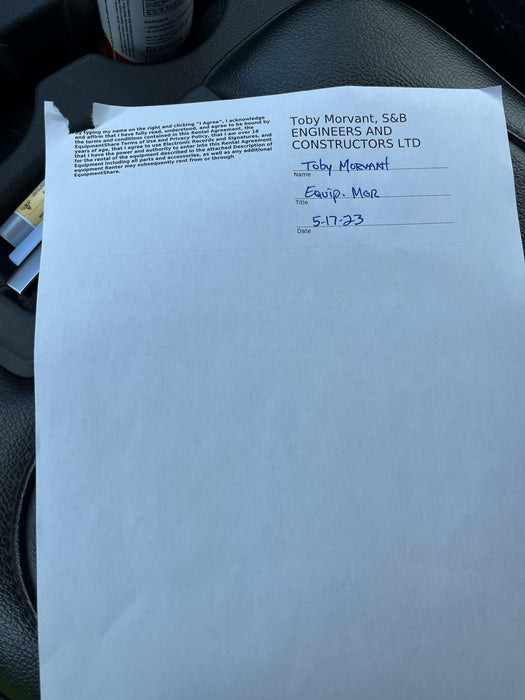 By typing my name on the right and clicking "I Agree", I acknowledge
and affirm that I have fully read, understood, and agree to be bound by
the terms and conditions contained in this Rental Agreement, the
EquipmentShare Terms of Use and Privacy Policy, that I am over 18
years of age, that I agree to use Electronic Records and Signatures, and
that I have the power and authority to enter into this Rental Agreement
for the rental of the equipment described in the attached Description of
Equipment including all parts and accessories, as well as any additional
equipment Renter may subsequently rent from or through
EquipmentShare.
Toby Morvant, S&B
ENGINEERS AND
CONSTRUCTORS LTD
Toby Morvant
Name
Equip. Mgr
Title
5-17-23
Date